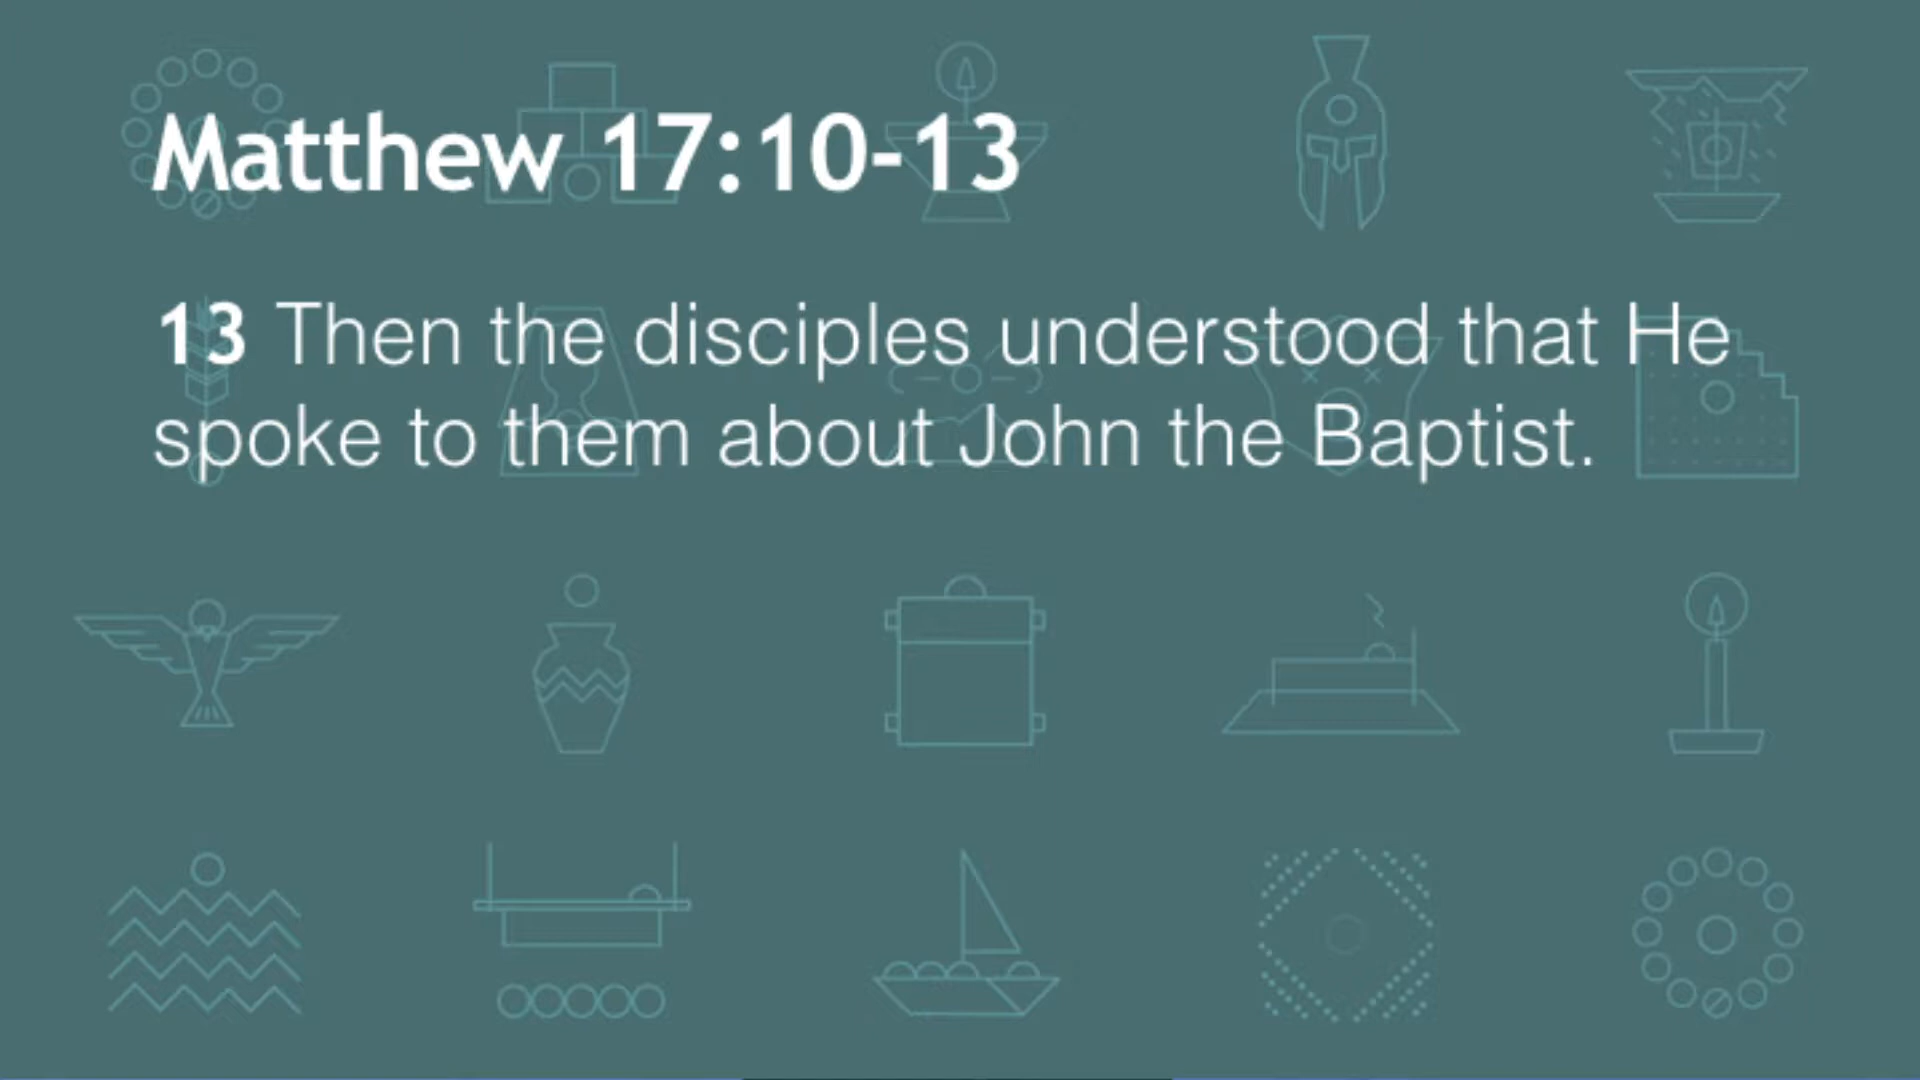 Matthew 17:10-13
13 Then the disciples understood that He
spoke to them about John the Baptist.